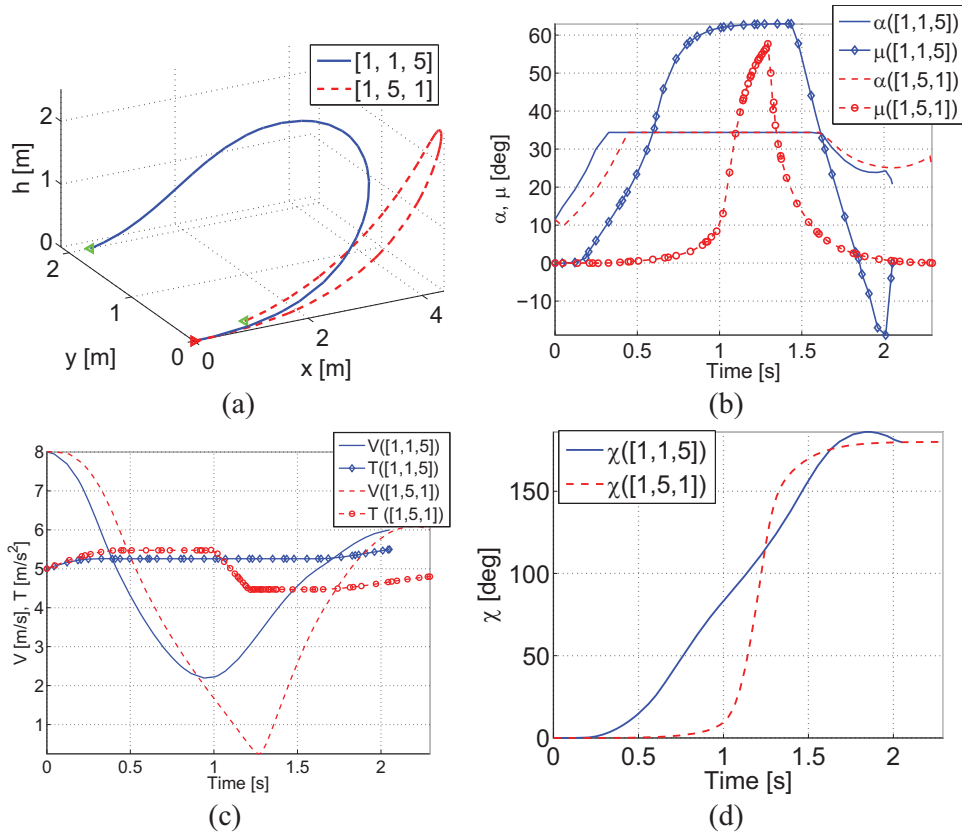 [1, 1, 5]
[1, 5, 1]
2
1
0
h [m]
2
1
0
y [m]
0
2
4
x [m]
(a)
60
50
40
30
20
10
0
−10
α, μ [deg]
α([1,1,5])
μ([1,1,5])
α([1,5,1])
μ([1,5,1])
0 0.5 1 1.5 2
Time [s]
(b)
8
7
6
5
4
3
2
1
V [m/s], T [m/s²]
V([1,1,5])
T([1,1,5])
V([1,5,1])
T ([1,5,1])
0 0.5 1 1.5 2
Time [s]
(c)
150
100
50
0
χ [deg]
χ([1,1,5])
χ([1,5,1])
0 0.5 1 1.5 2
Time [s]
(d)